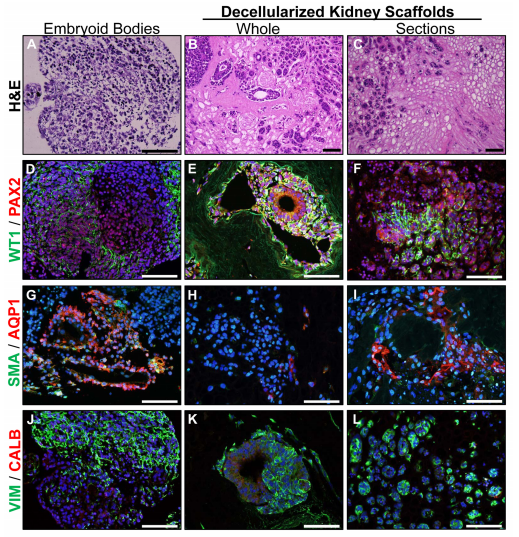 Decellularized Kidney Scaffolds
Embryoid Bodies Whole Sections
H&E
A B C
WT1 / PAX2
D E F
SMA / AQP1
G H I
VIM / CALB
J K L